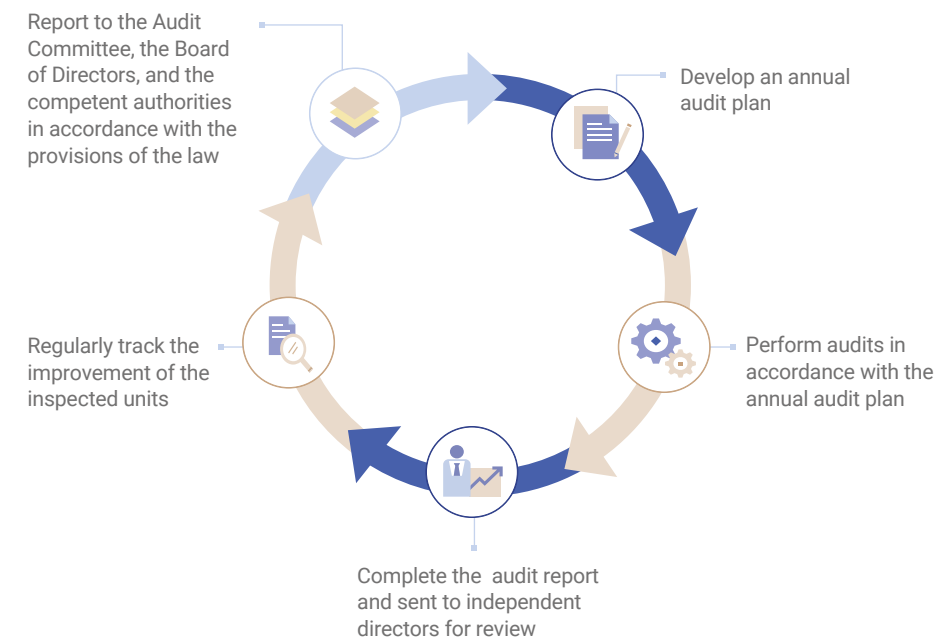 Report to the Audit
Committee, the Board
of Directors, and the
competent authorities
in accordance with the
provisions of the law
Develop an annual
audit plan
Perform audits in
accordance with the
annual audit plan
Complete the  audit report
and sent to independent
directors for review
Regularly track the
improvement of the
inspected units